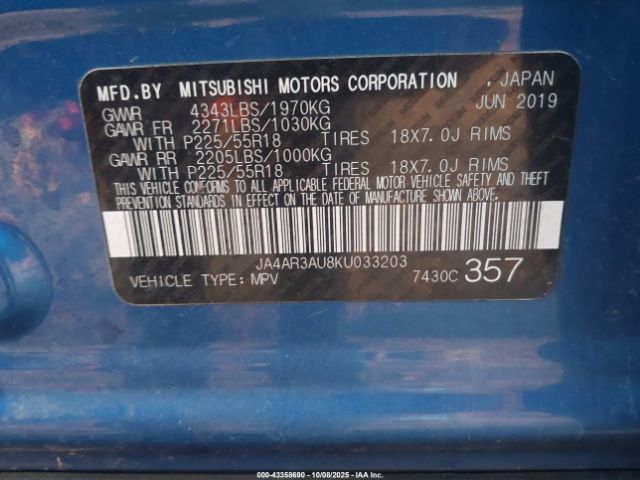 MFD.BY MITSUBISHI MOTORS CORPORATION , JAPAN
GVWR 4343LBS/1970KG JUN 2019
GAWR FR 2271LBS/1030KG
WITH P225/55R18 TIRES 18X7.0J RIMS
GAWR RR 2205LBS/1000KG
WITH P225/55R18 TIRES 18X7.0J RIMS
THIS VEHICLE CONFORMS TO ALL APPLICABLE FEDERAL MOTOR VEHICLE SAFETY AND THEFT
PREVENTION STANDARDS IN EFFECT ON THE DATE OF MANUFACTURE SHOWN ABOVE.
JA4AR3AU8KU033203
VEHICLE TYPE: MPV 7430C 357
254-43358690 - 10/08/2025 - IAAI.COM